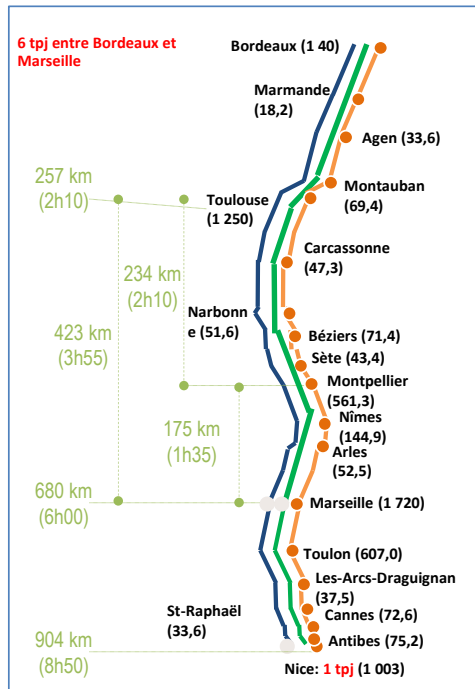 6 tpj entre Bordeaux et
Marseille
Bordeaux (1 40)
Marmande
(18,2)
Agen (33,6)
257 km
(2h10)
Toulouse
(1 250)
Montauban
(69,4)
234 km
(2h10)
Carcassonne
(47,3)
423 km
(3h55)
Narbonn
e (51,6)
Béziers (71,4)
Sète (43,4)
Montpellier
(561,3)
175 km
(1h35)
Nîmes
(144,9)
Arles
(52,5)
680 km
(6h00)
Marseille (1 720)
Toulon (607,0)
Les-Arcs-Draguignan
(37,5)
St-Raphaël
(33,6)
Cannes (72,6)
Antibes (75,2)
904 km
(8h50)
Nice: 1 tpj (1 003)